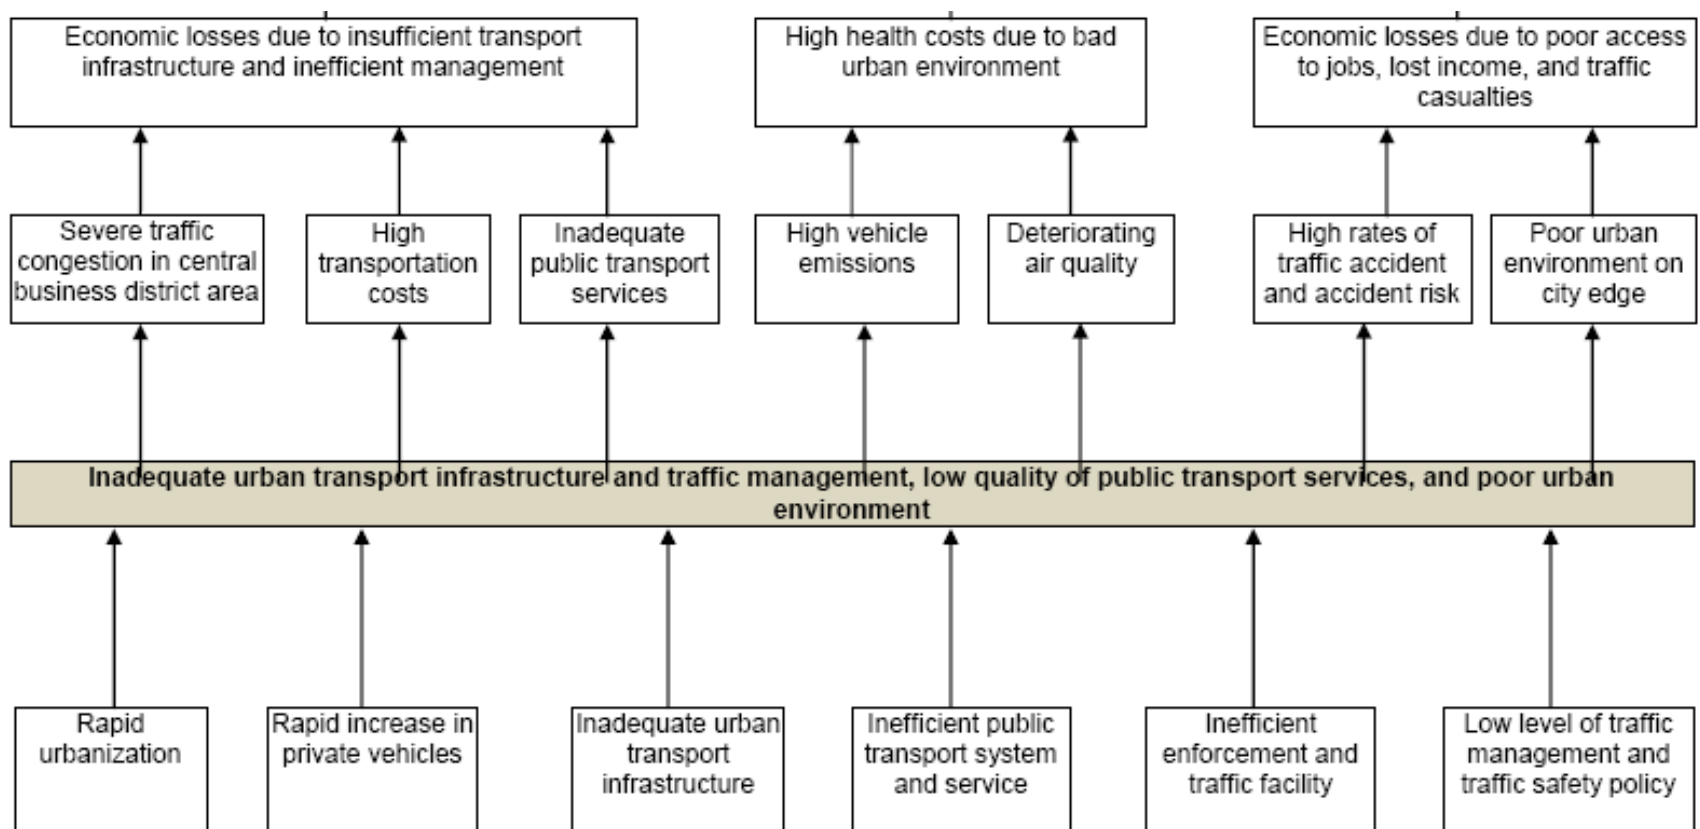 Economic losses due to insufficient transport
infrastructure and inefficient management
High health costs due to bad
urban environment
Economic losses due to poor access
to jobs, lost income, and traffic
casualties
Severe traffic
congestion in central
business district area
High
transportation
costs
Inadequate
public transport
services
High vehicle
emissions
Deteriorating
air quality
High rates of
traffic accident
and accident risk
Poor urban
environment on
city edge
Inadequate urban transport infrastructure and traffic management, low quality of public transport services, and poor urban
environment
Rapid
urbanization
Rapid increase in
private vehicles
Inadequate urban
transport
infrastructure
Inefficient public
transport system
and service
Inefficient
enforcement and
traffic facility
Low level of traffic
management and
traffic safety policy